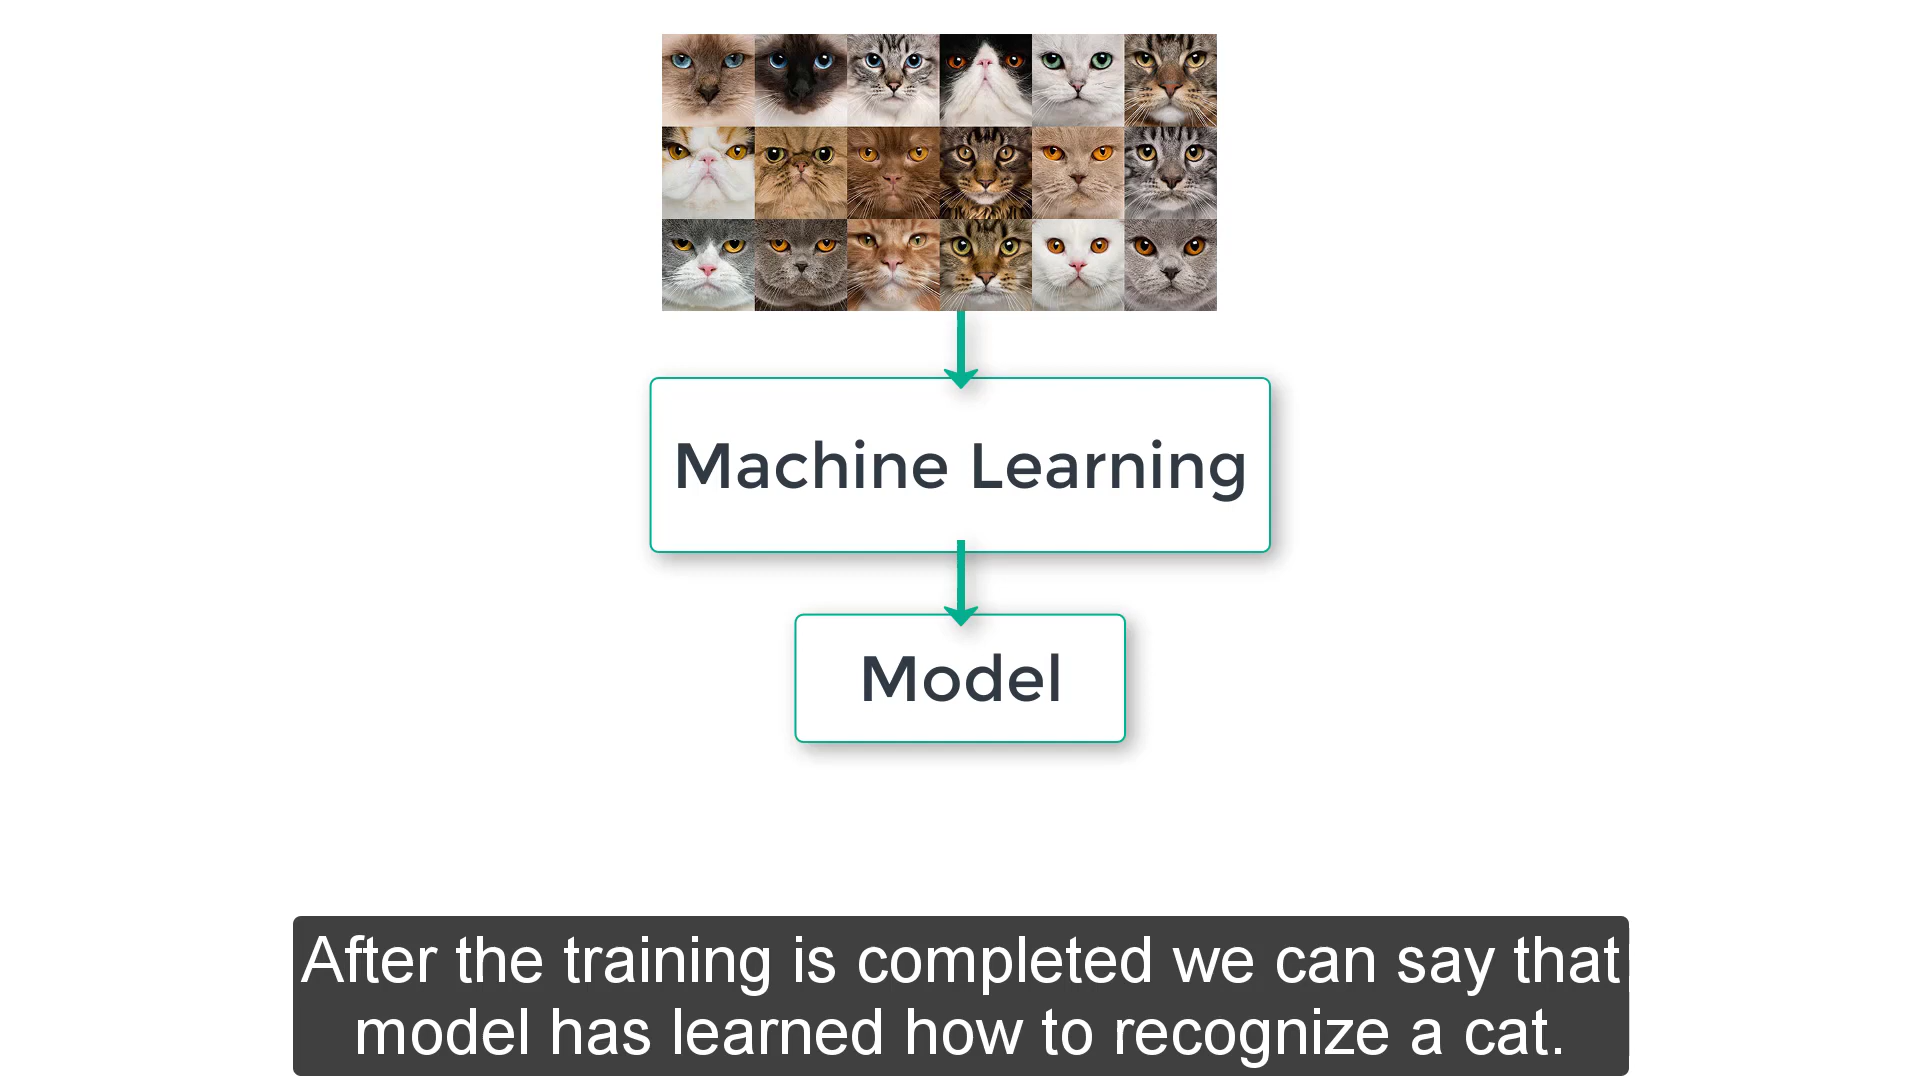 Machine Learning
Model
After the training is completed we can say that
model has learned how to recognize a cat.